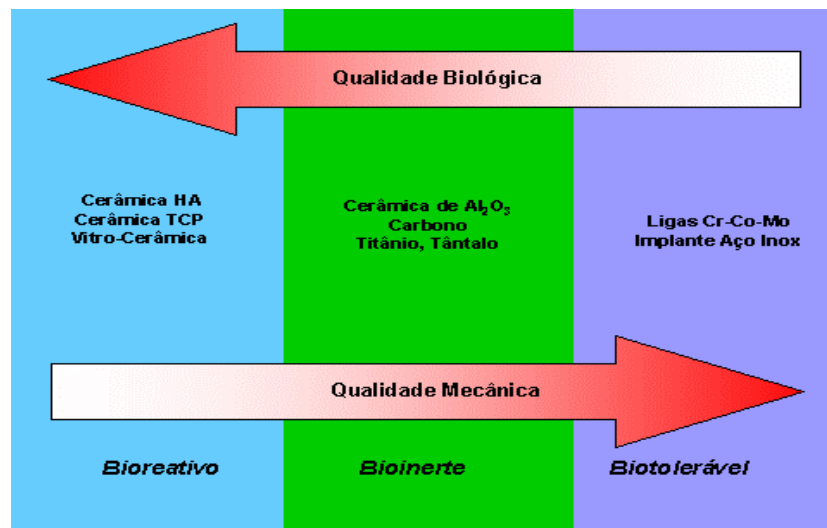 Qualidade Biológica
Cerâmica HA
Cerâmica TCP
Vitro-Cerâmica
Cerâmica de Al₂O₃
Carbono
Titânio, Tântalo
Ligas Cr-Co-Mo
Implante Aço Inox
Qualidade Mecânica
Bioreativo
Bioinerte
Biotolerável